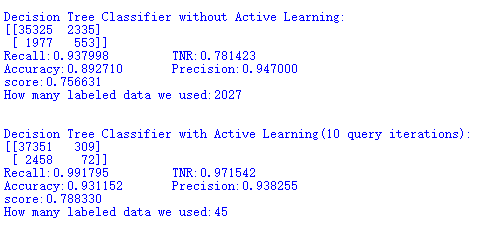 Decision Tree Classifier without Active Learning:
[[35325 2335]
[ 1977 553]]
Recall:0.937998 TNR:0.781423
Accuracy:0.892710 Precision:0.947000
score:0.756631
How many labeled data we used:2027
Decision Tree Classifier with Active Learning(10 query iterations):
[[37351 309]
[ 2458 72]]
Recall:0.991795 TNR:0.971542
Accuracy:0.931152 Precision:0.938255
score:0.788330
How many labeled data we used:45